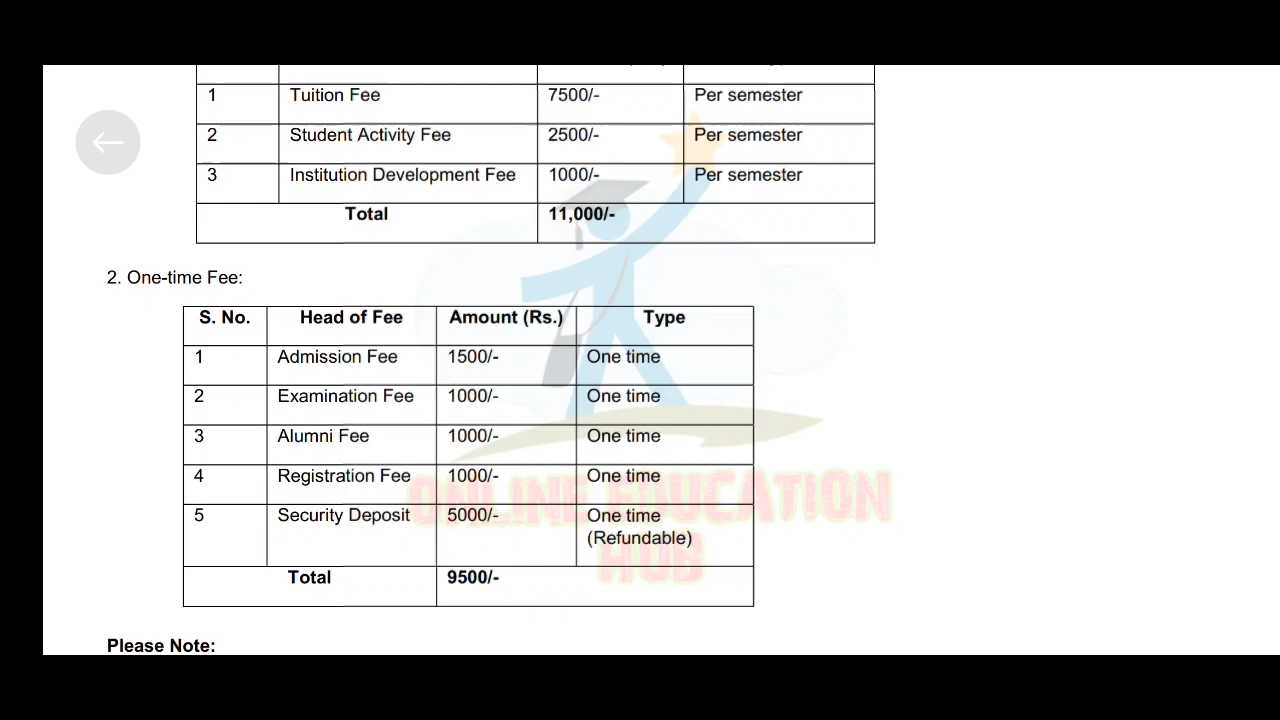 1 Tuition Fee 7500/- Per semester
2 Student Activity Fee 2500/- Per semester
3 Institution Development Fee 1000/- Per semester
Total 11,000/-
2. One-time Fee:
S. No. Head of Fee Amount (Rs.) Type
1 Admission Fee 1500/- One time
2 Examination Fee 1000/- One time
3 Alumni Fee 1000/- One time
4 Registration Fee 1000/- One time
5 Security Deposit 5000/- One time
(Refundable)
Total 9500/-
ONLINE EDUCATION
HUB
Please Note: